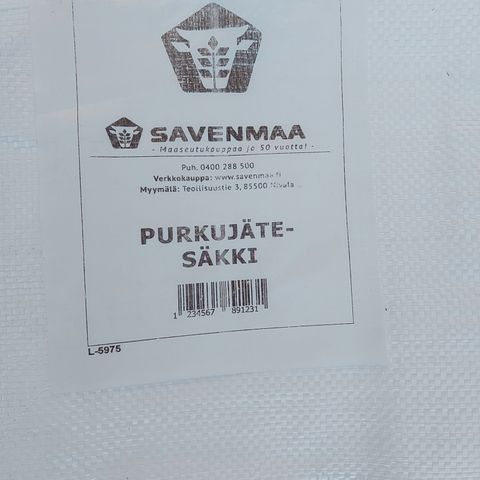 SAVENMAA
- Maaseutukauppaa jo 50 vuotta! -
Puh. 0400 288 500
Verkkokauppa: www.savenmaa.fi
Myymälä: Teollisuustie 3, 85500 Nivala
PURKUJÄTE-
SÄKKI
1 234567 891231
L-5975